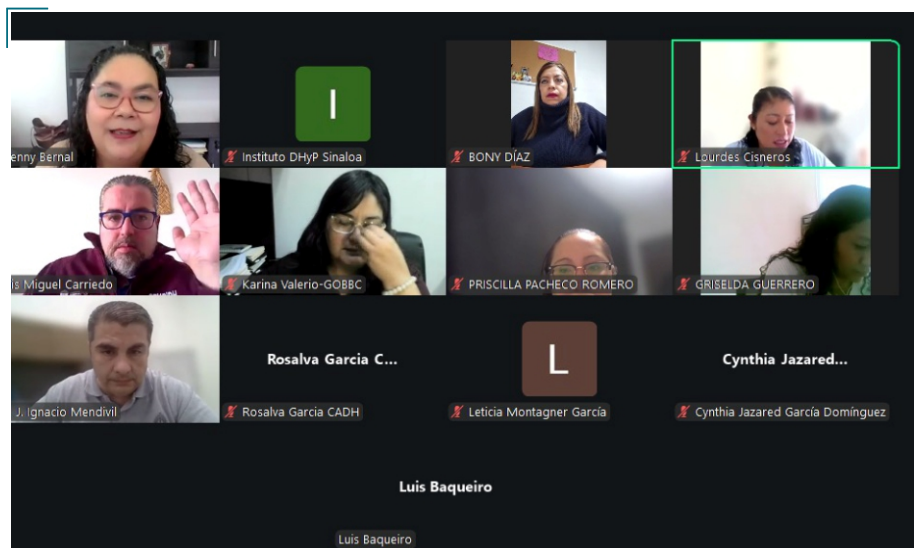 enny Bernal
I
Instituto DHyP Sinaloa
BONY DÍAZ
Lourdes Cisneros
is Miguel Carriedo
Karina Valerio-GOBBC
PRISCILLA PACHECO ROMERO
GRISELDA GUERRERO
J. Ignacio Mendivil
Rosalva Garcia C...
Rosalva Garcia CADH
L
Leticia Montagner García
Cynthia Jazared...
Cynthia Jazared García Domínguez
Luis Baqueiro
Luis Baqueiro